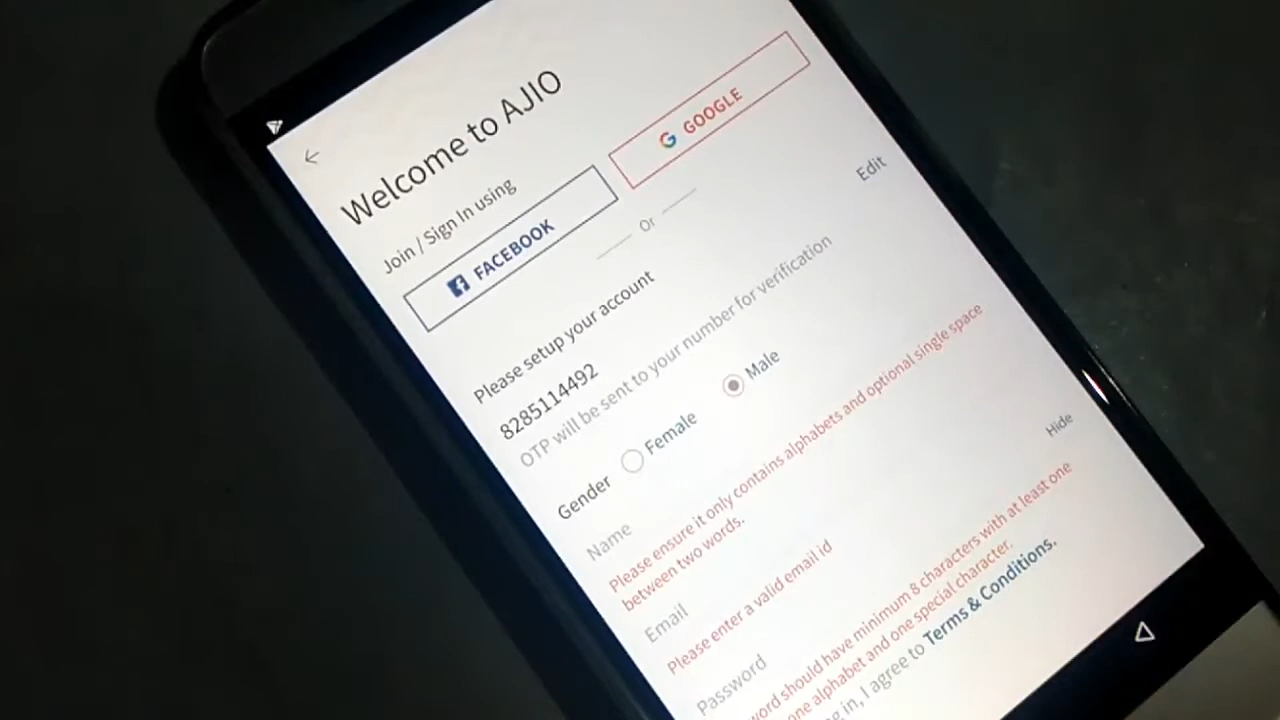 Welcome to AJIO
Join / Sign In using
FACEBOOK
GOOGLE
Or
Please setup your account
8285114492
Edit
OTP will be sent to your number for verification
Gender
Female
Male
Name
Please ensure it only contains alphabets and optional single space
between two words.
Email
Please enter a valid email id
Password
Hide
should have minimum 8 characters with at least one
one alphabet and one special character.
in, I agree to Terms & Conditions.